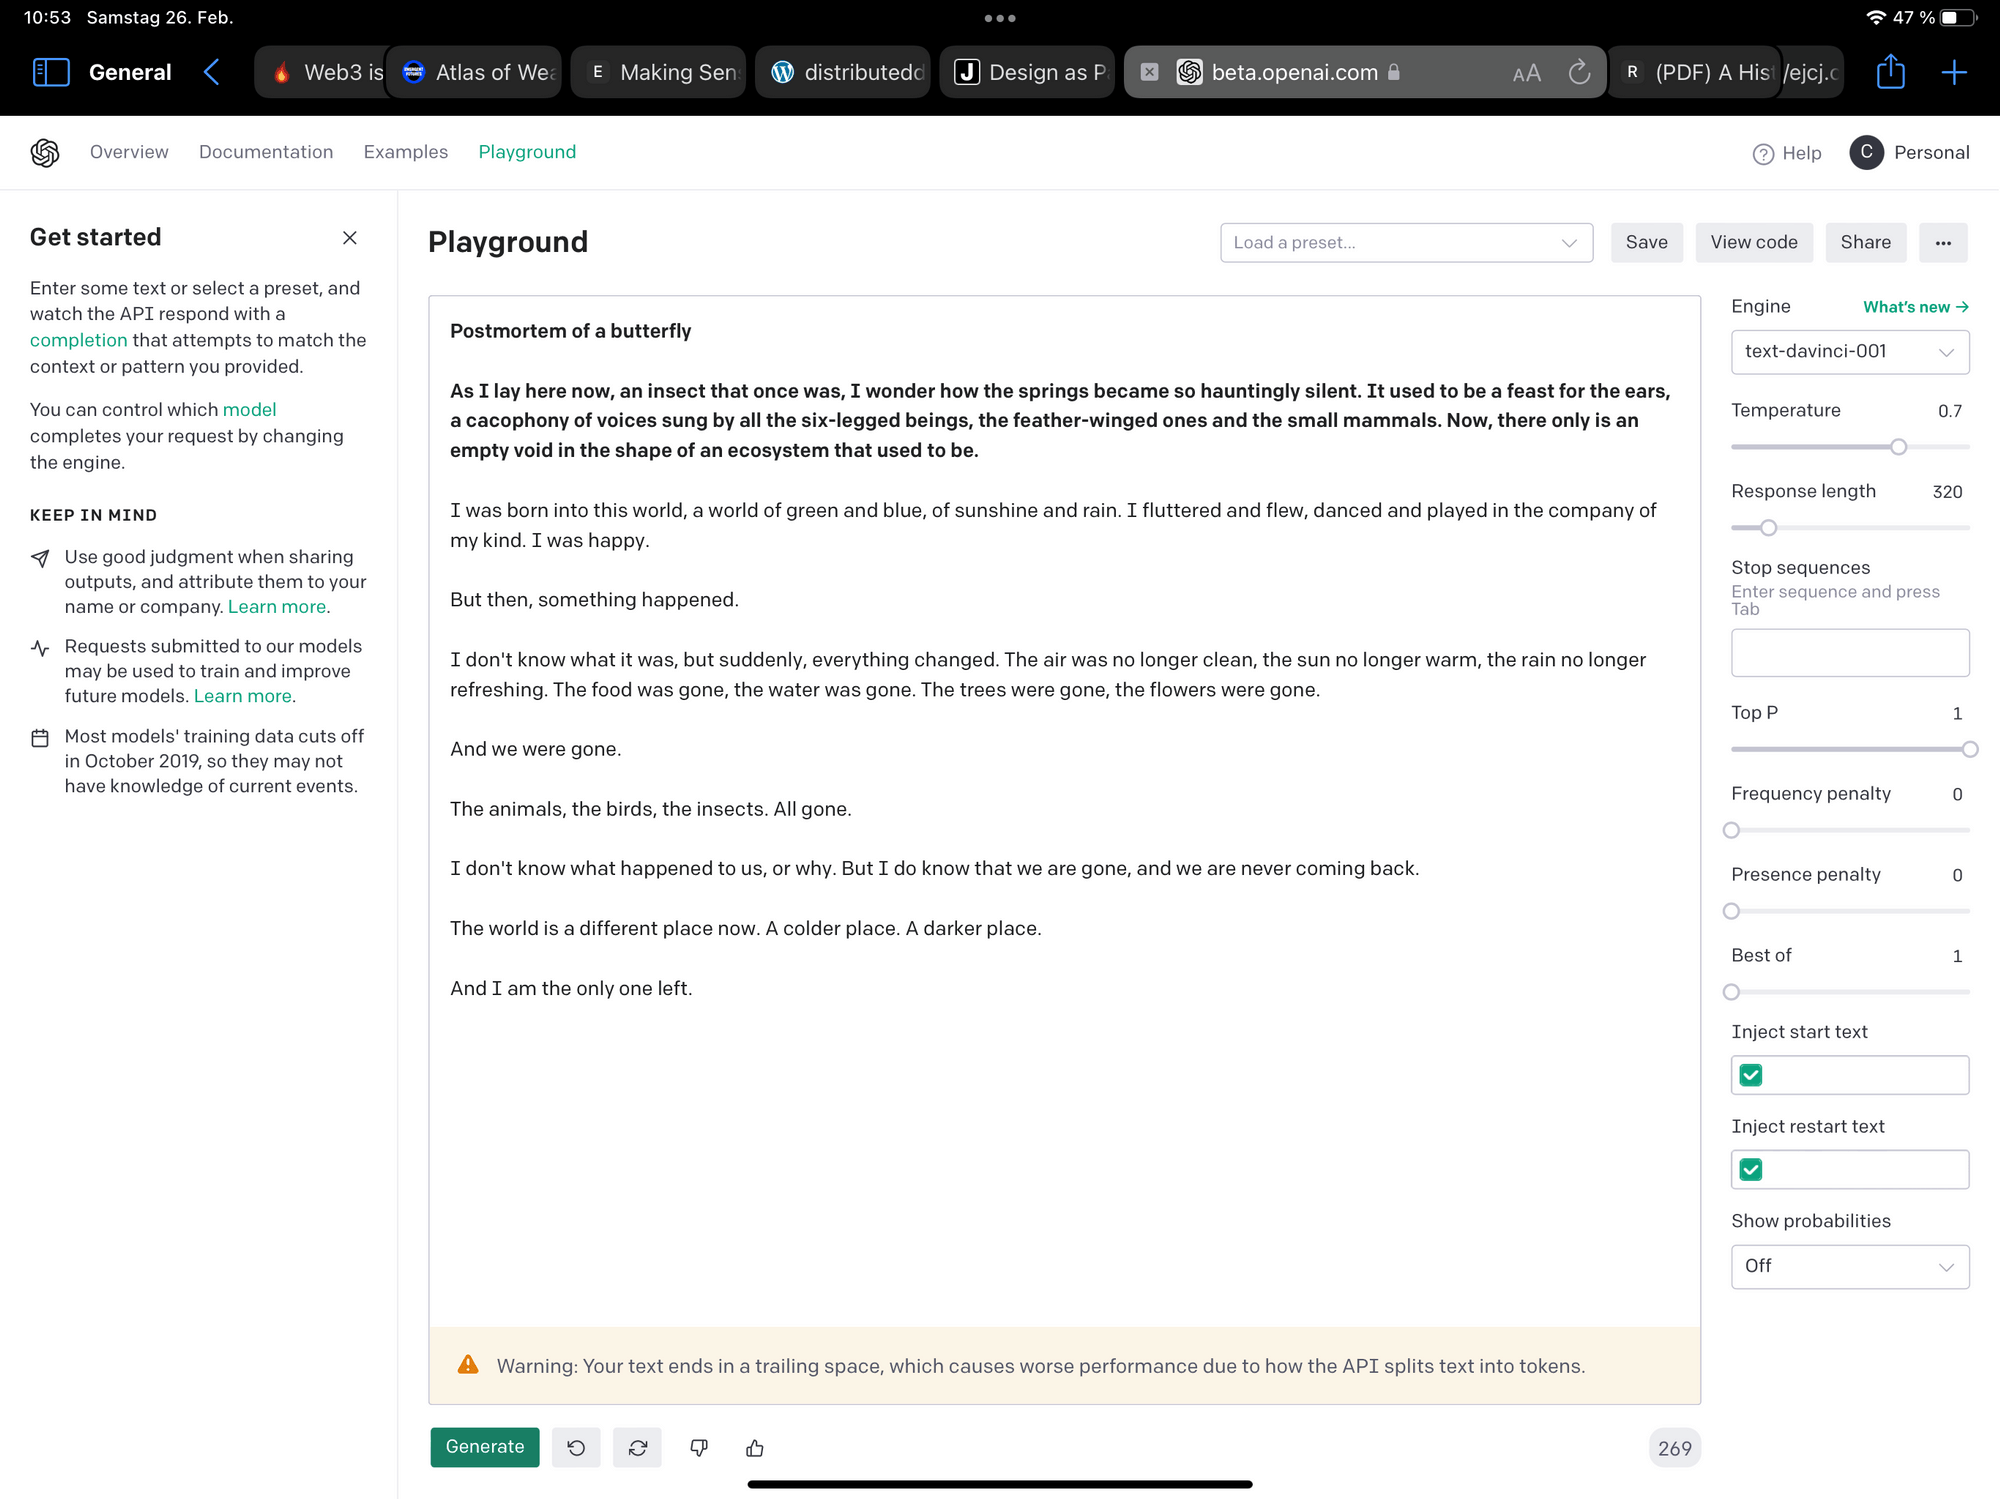 10:53 Samstag 26. Feb.
47 %
General
Web3 is
Atlas of Wea
E Making Sen
distributedd
J Design as P
beta.openai.com
AA
R (PDF) A Hist
/ejcj.c
Overview Documentation Examples Playground
Help C Personal
Get started
Enter some text or select a preset, and
watch the API respond with a
completion that attempts to match the
context or pattern you provided.
You can control which model
completes your request by changing
the engine.
KEEP IN MIND
Use good judgment when sharing
outputs, and attribute them to your
name or company. Learn more.
Requests submitted to our models
may be used to train and improve
future models. Learn more.
Most models' training data cuts off
in October 2019, so they may not
have knowledge of current events.
Playground
Load a preset...
Save View code Share ...
Postmortem of a butterfly
As I lay here now, an insect that once was, I wonder how the springs became so hauntingly silent. It used to be a feast for the ears,
a cacophony of voices sung by all the six-legged beings, the feather-winged ones and the small mammals. Now, there only is an
empty void in the shape of an ecosystem that used to be.
I was born into this world, a world of green and blue, of sunshine and rain. I fluttered and flew, danced and played in the company of
my kind. I was happy.
But then, something happened.
I don't know what it was, but suddenly, everything changed. The air was no longer clean, the sun no longer warm, the rain no longer
refreshing. The food was gone, the water was gone. The trees were gone, the flowers were gone.
And we were gone.
The animals, the birds, the insects. All gone.
I don't know what happened to us, or why. But I do know that we are gone, and we are never coming back.
The world is a different place now. A colder place. A darker place.
And I am the only one left.
Warning: Your text ends in a trailing space, which causes worse performance due to how the API splits text into tokens.
Generate
269
Engine What's new →
text-davinci-001
Temperature 0.7
Response length 320
Stop sequences
Enter sequence and press
Tab
Top P 1
Frequency penalty 0
Presence penalty 0
Best of 1
Inject start text
Inject restart text
Show probabilities
Off